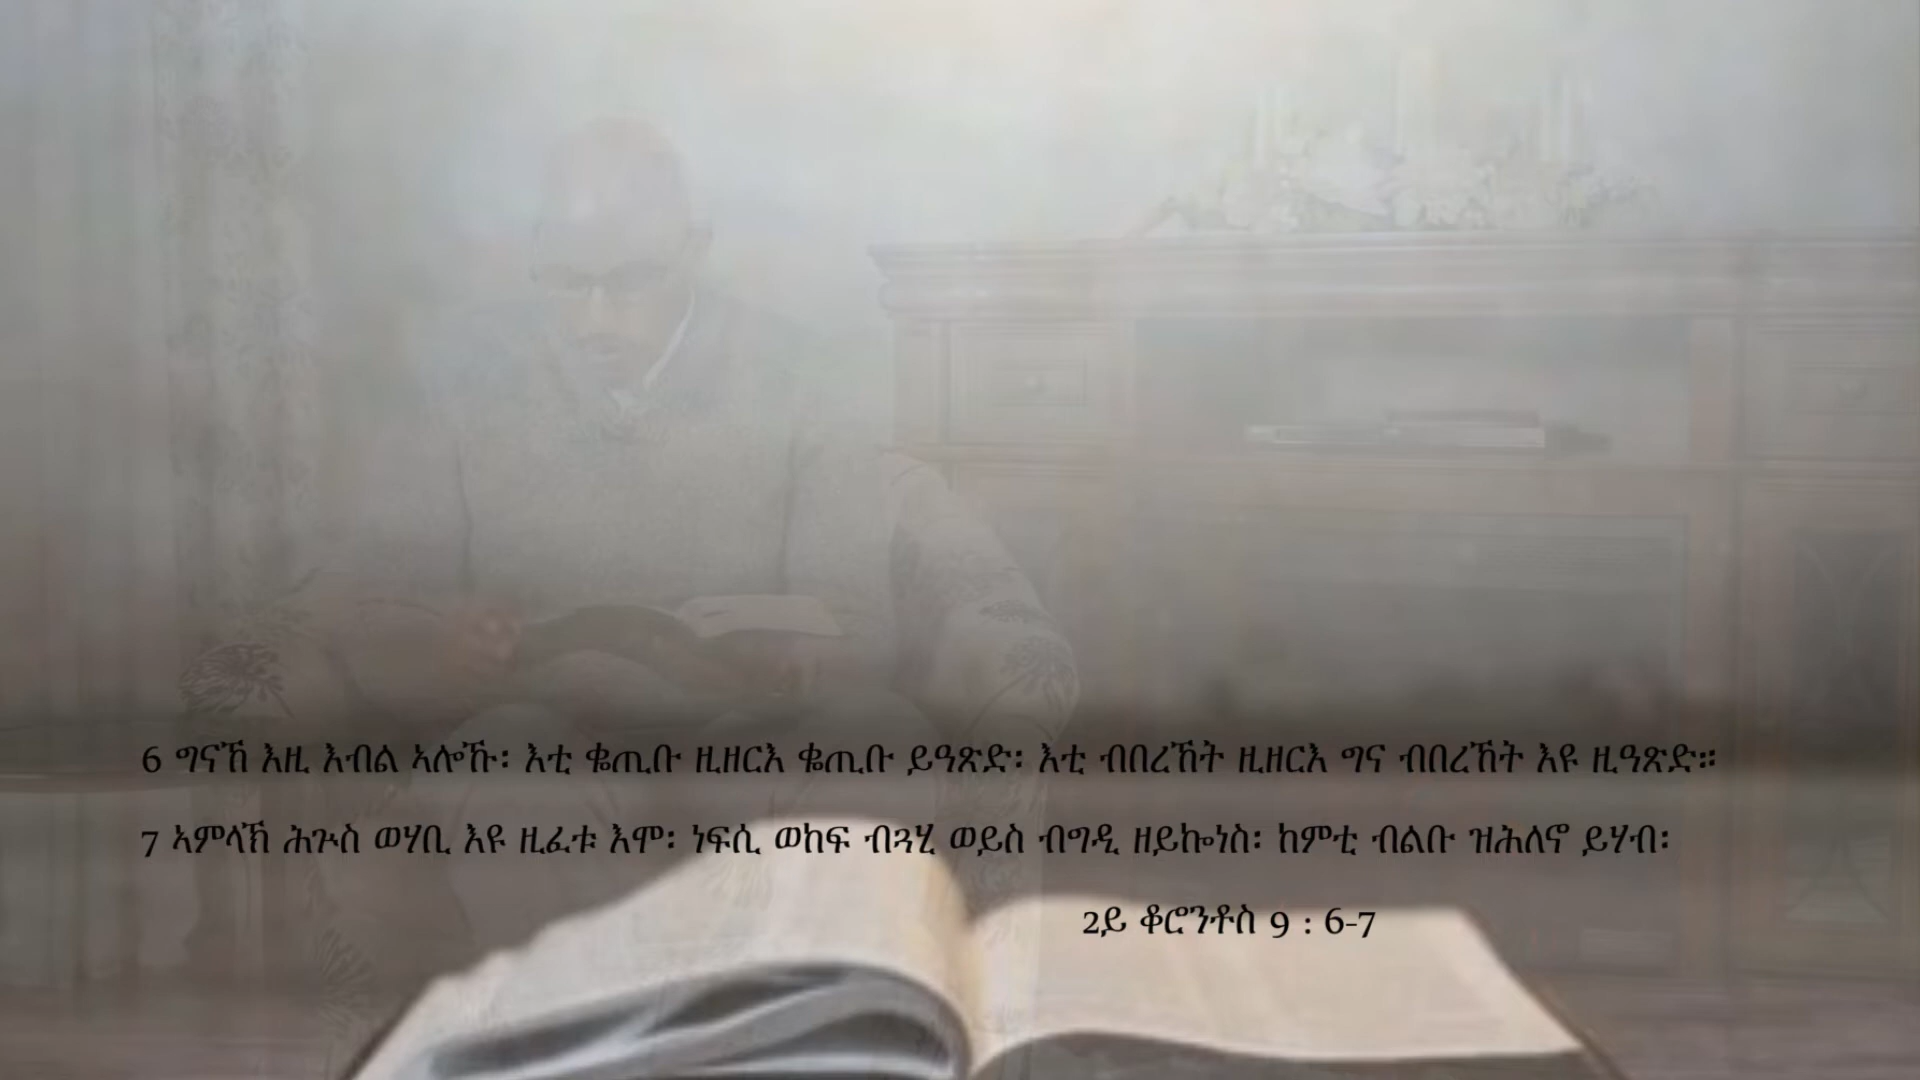 6 ግናኸ እዚ እብል ኣሎኹ፡ እቲ ቈጢቡ ዚዘርእ ቈጢቡ ይዓጽድ፡ እቲ ብበረኸት ዚዘርእ ግና ብበረኸት እዩ ዚዓጽድ።
7 ኣምላኽ ሕጉስ ወሃቢ እዩ ዚፈቱ እሞ፡ ነፍሲ ወከፍ ብጓሂ ወይስ ብግዲ ዘይኰነስ፡ ከምቲ ብልቡ ዝሕለኖ ይሃብ፡
2ይ ቆሮንቶስ 9 : 6-7